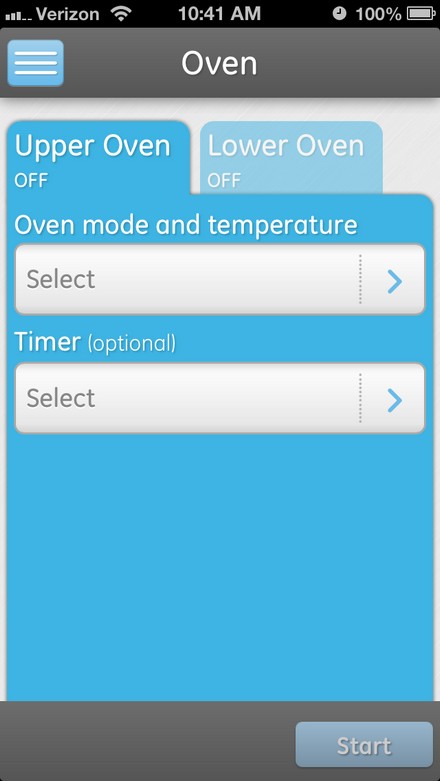 Verizon 10:41 AM 100%
Oven
Upper Oven Lower Oven
OFF OFF
Oven mode and temperature
Select
Timer (optional)
Select
Start